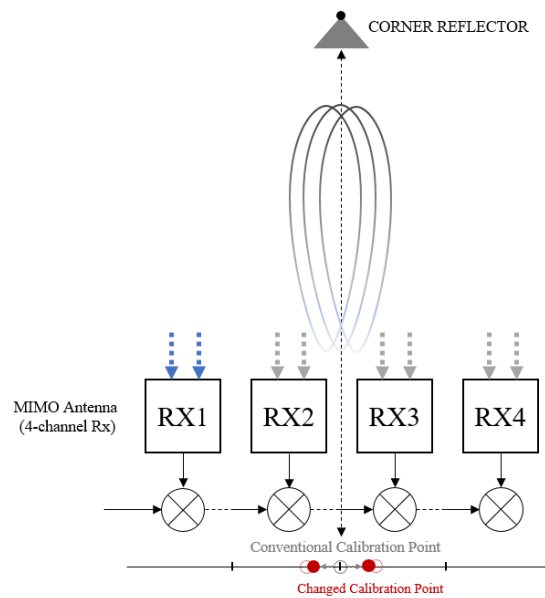 CORNER REFLECTOR
MIMO Antenna
(4-channel Rx)
RX1
RX2
RX3
RX4
Conventional Calibration Point
Changed Calibration Point